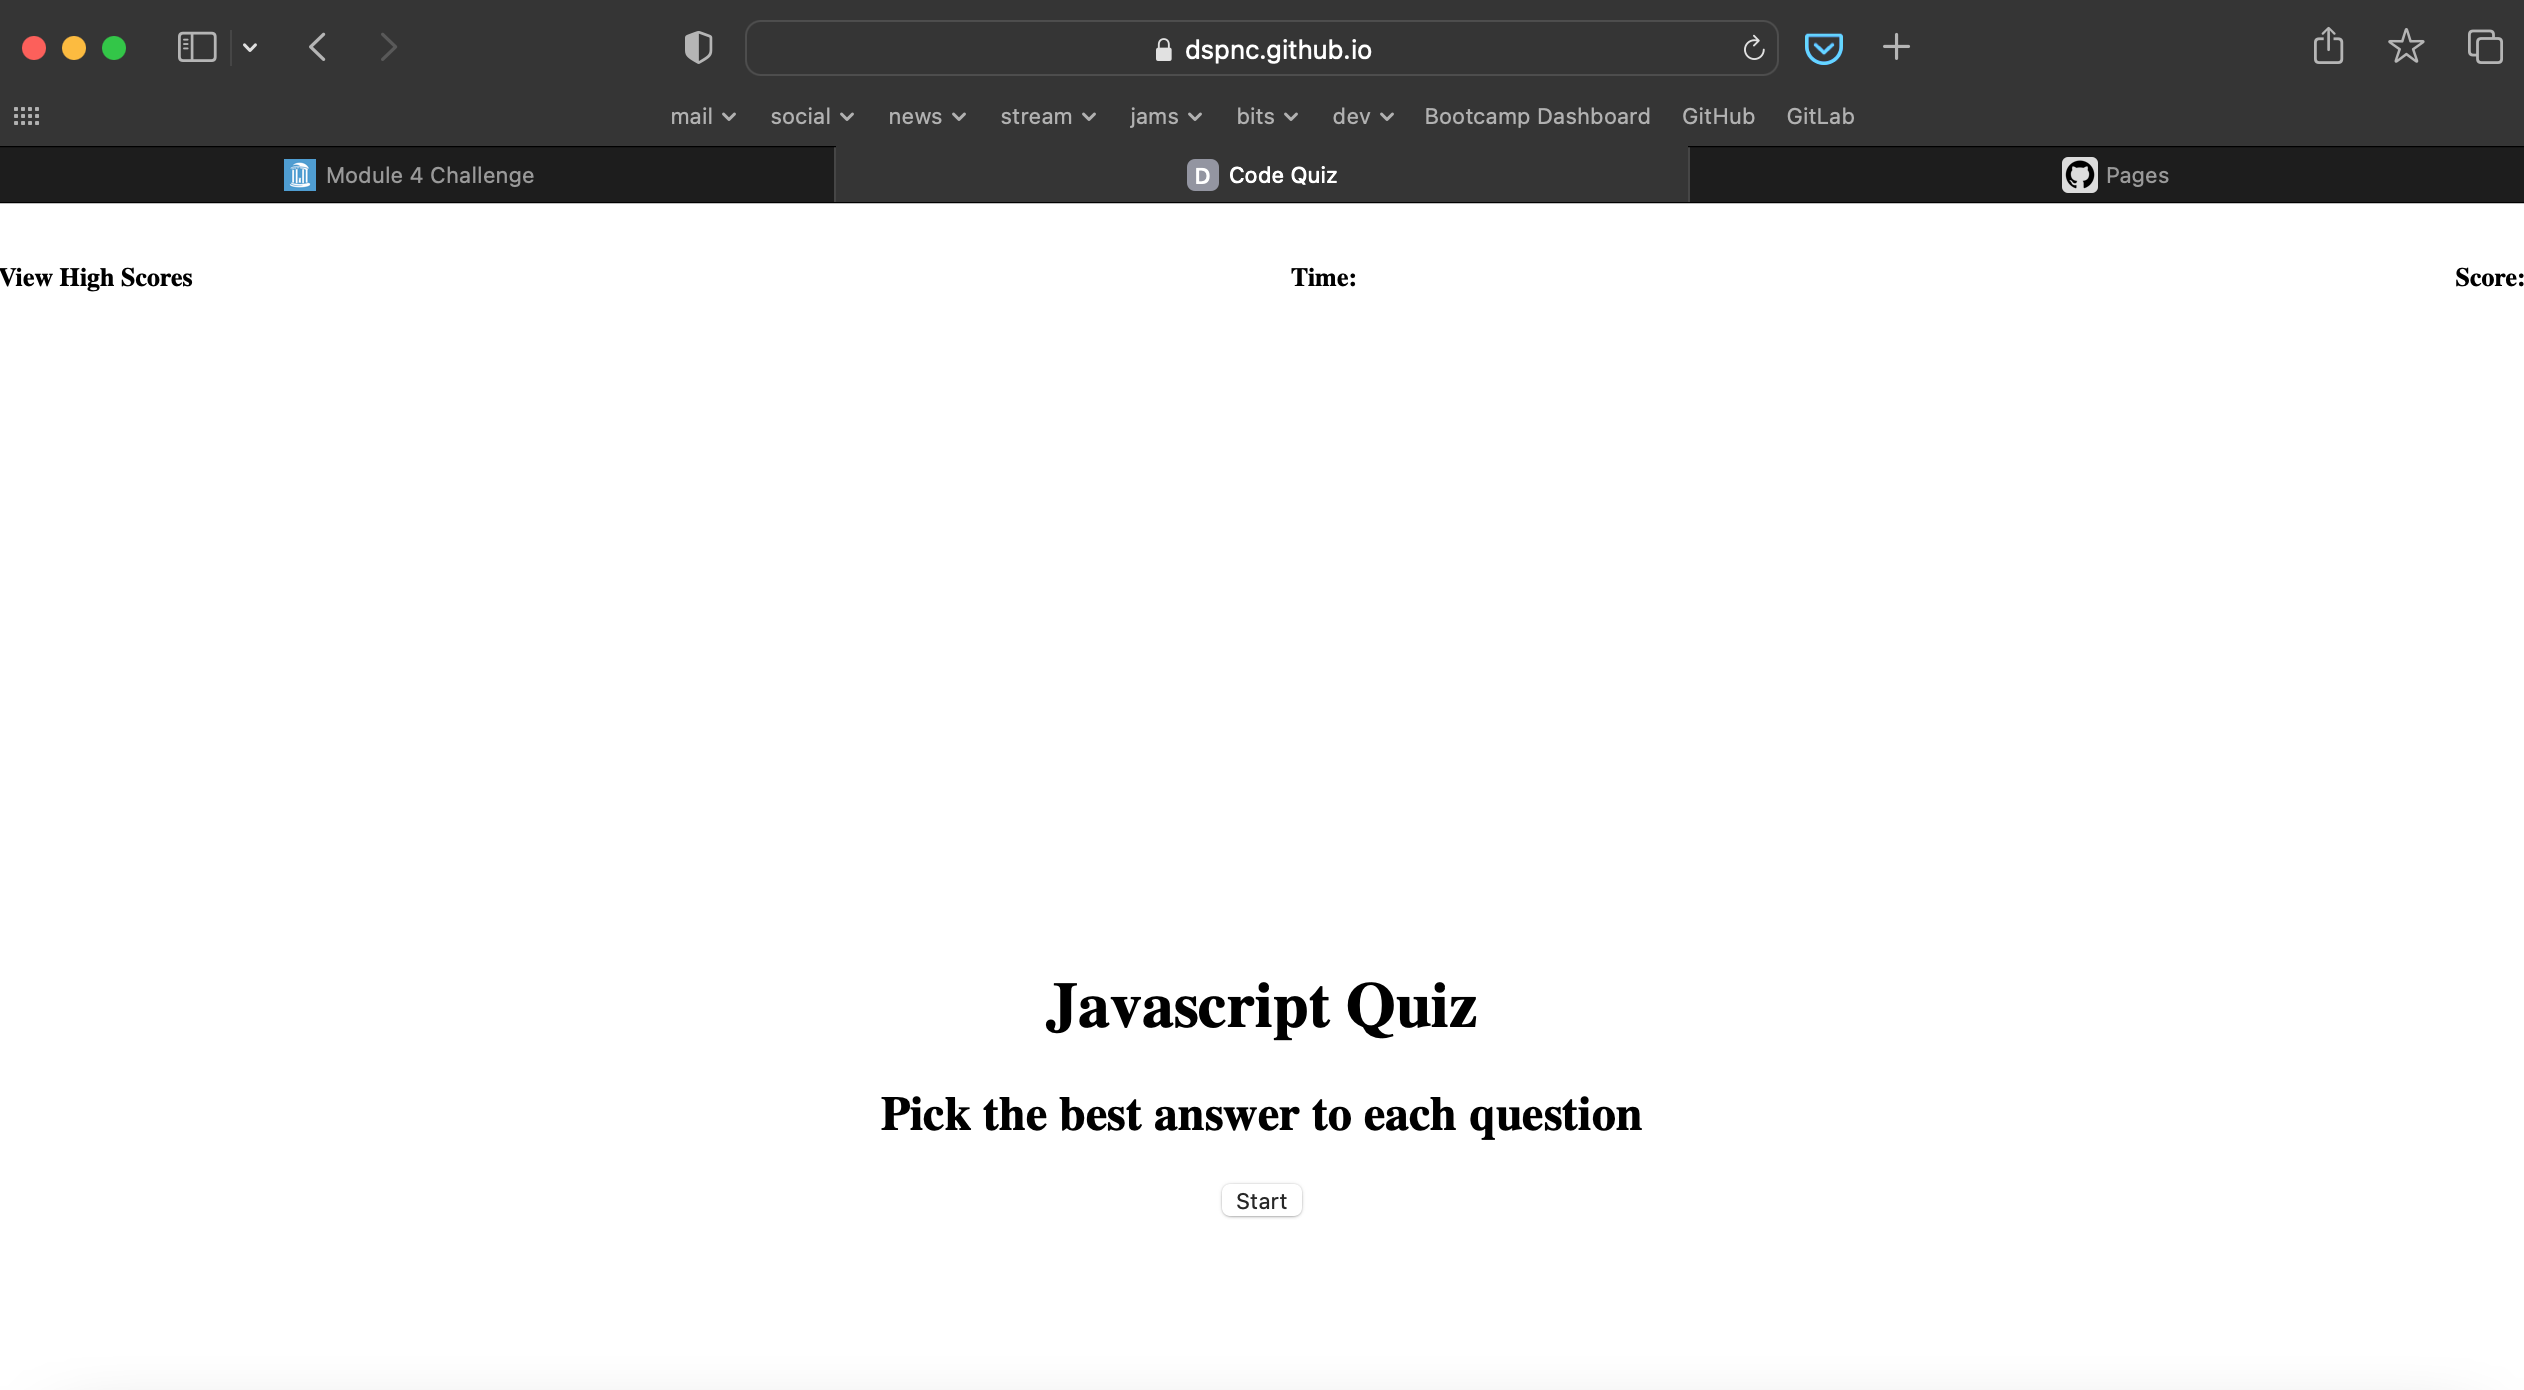 dspnc.github.io
mail social news stream jams bits dev Bootcamp Dashboard GitHub GitLab
Module 4 Challenge D Code Quiz Pages
View High Scores Time: Score:
Javascript Quiz
Pick the best answer to each question
Start